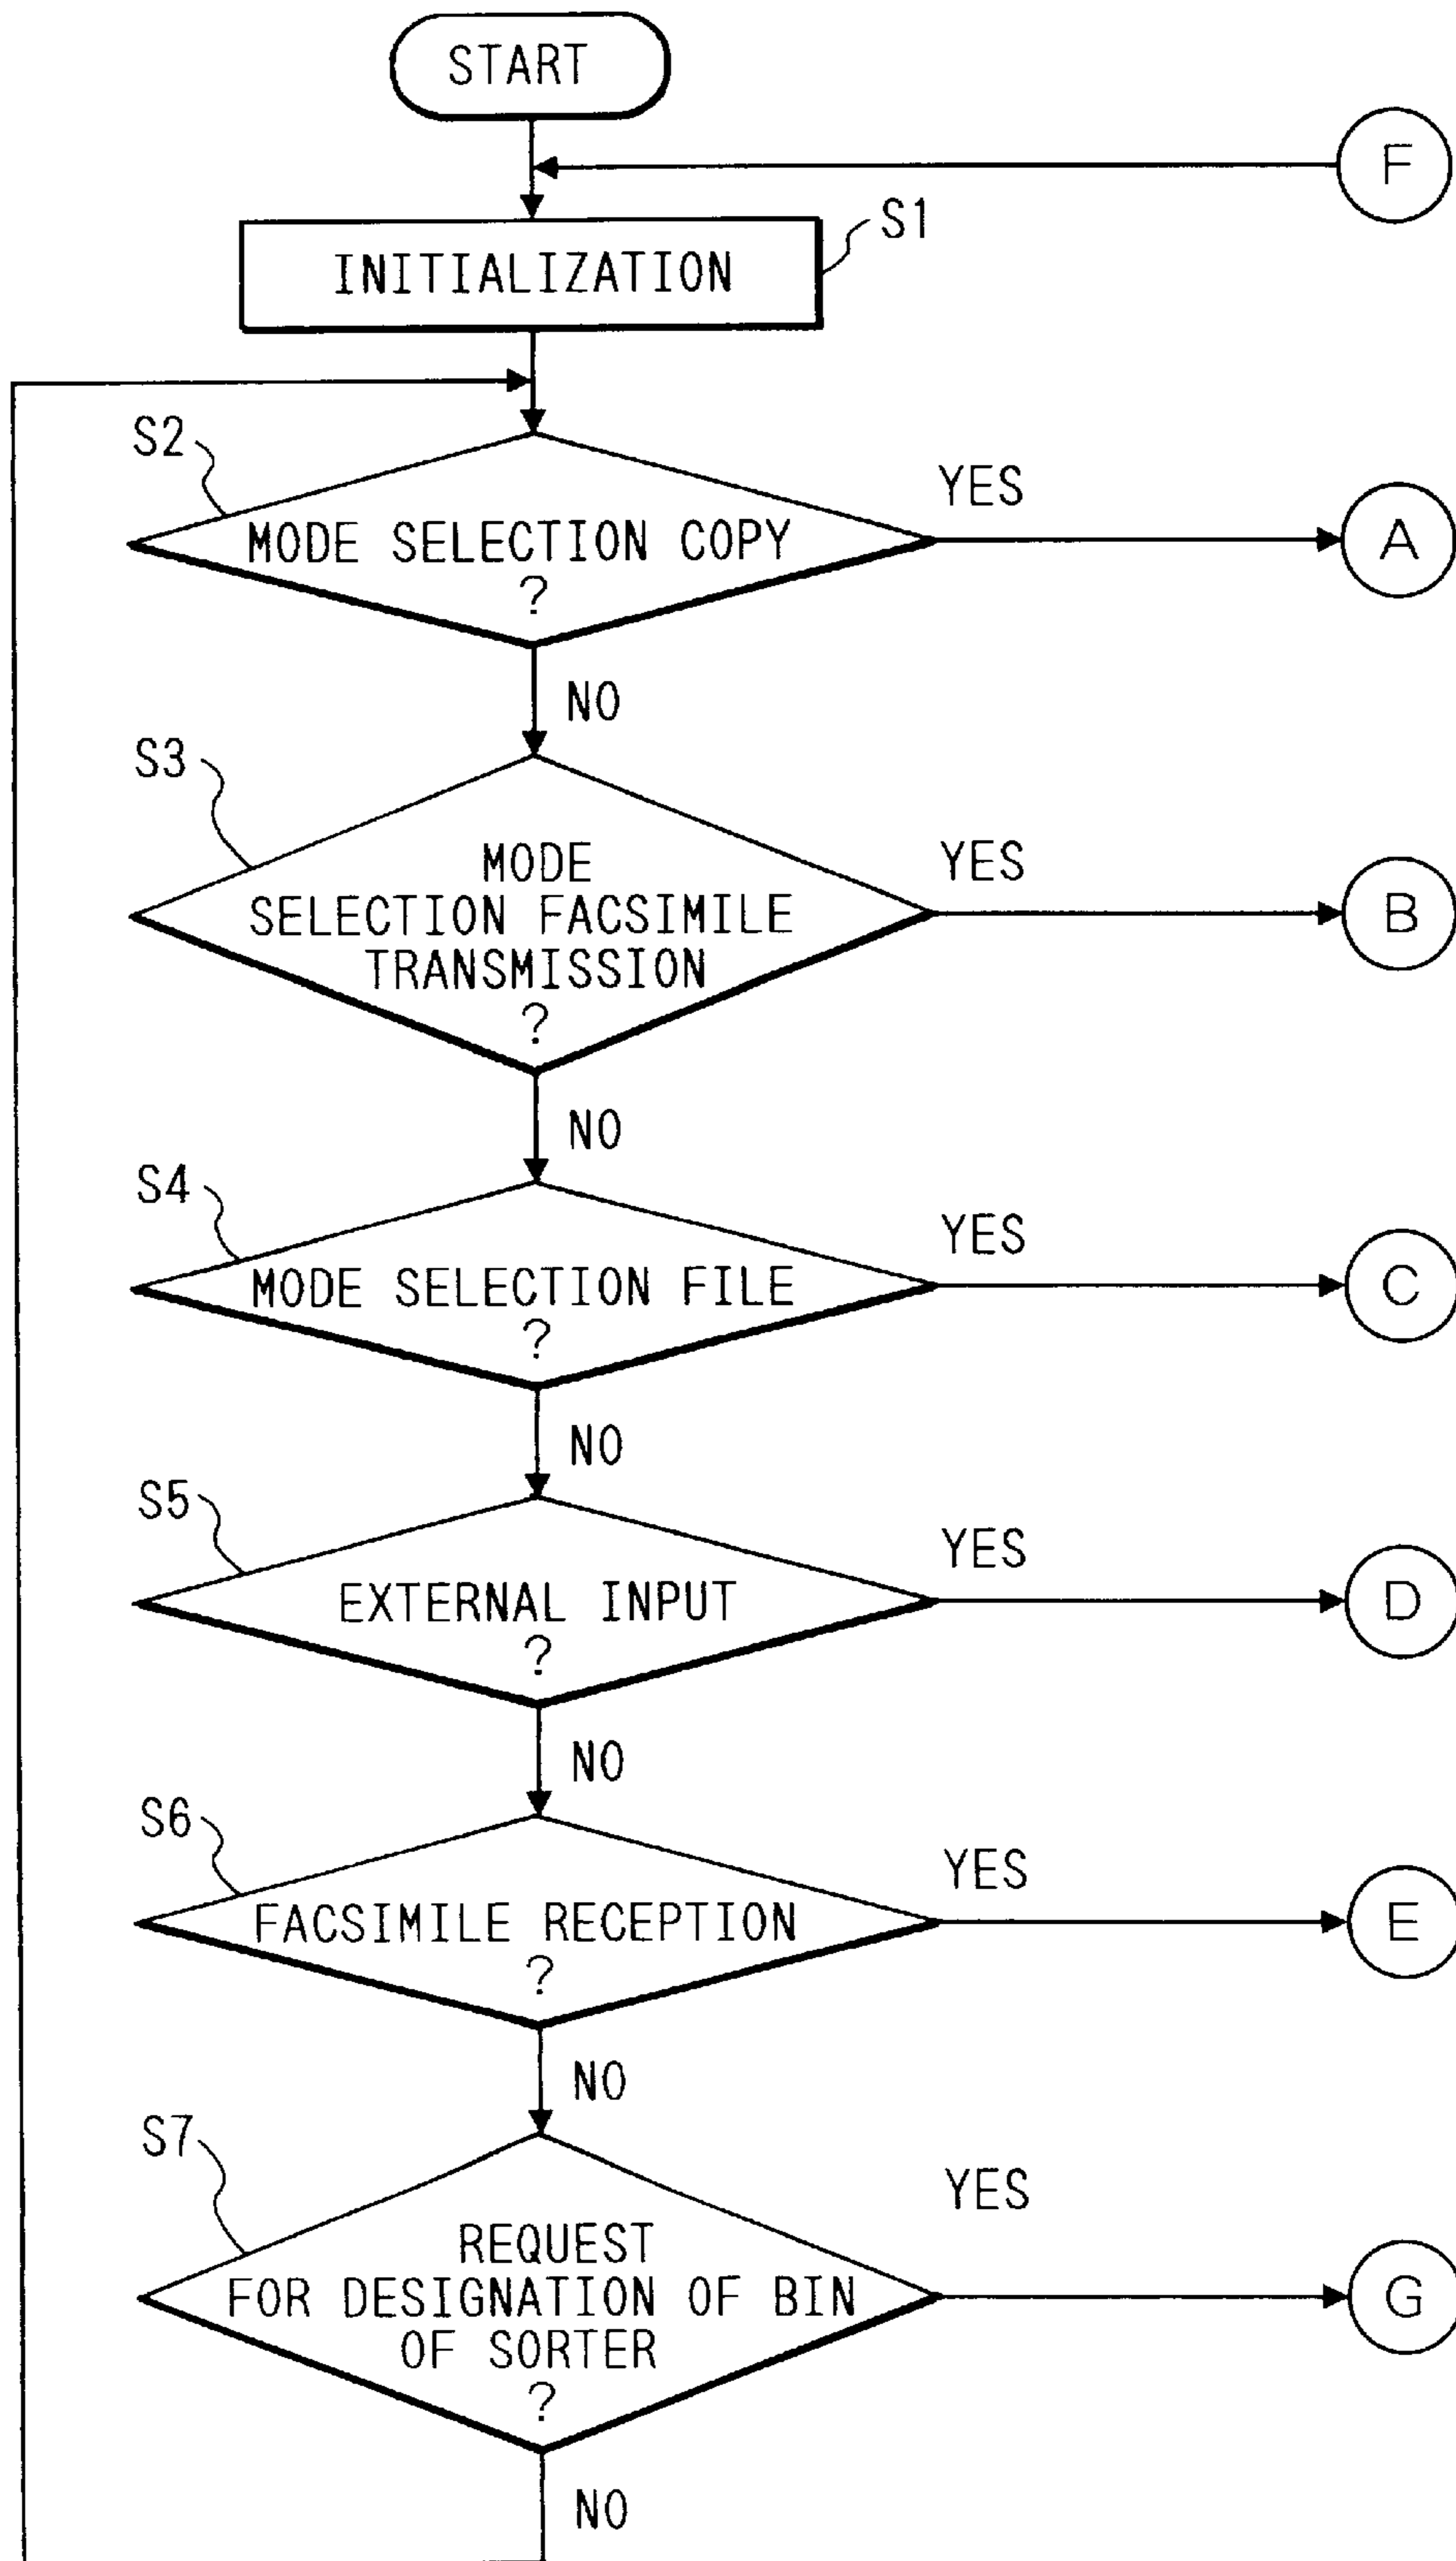 START
F
S1
INITIALIZATION
S2
YES
MODE SELECTION COPY
?
A
NO
S3
MODE
SELECTION FACSIMILE
TRANSMISSION
?
YES
B
NO
S4
YES
MODE SELECTION FILE
?
C
NO
S5
YES
EXTERNAL INPUT
?
D
NO
S6
YES
FACSIMILE RECEPTION
?
E
NO
S7
YES
REQUEST
FOR DESIGNATION OF BIN
OF SORTER
?
G
NO